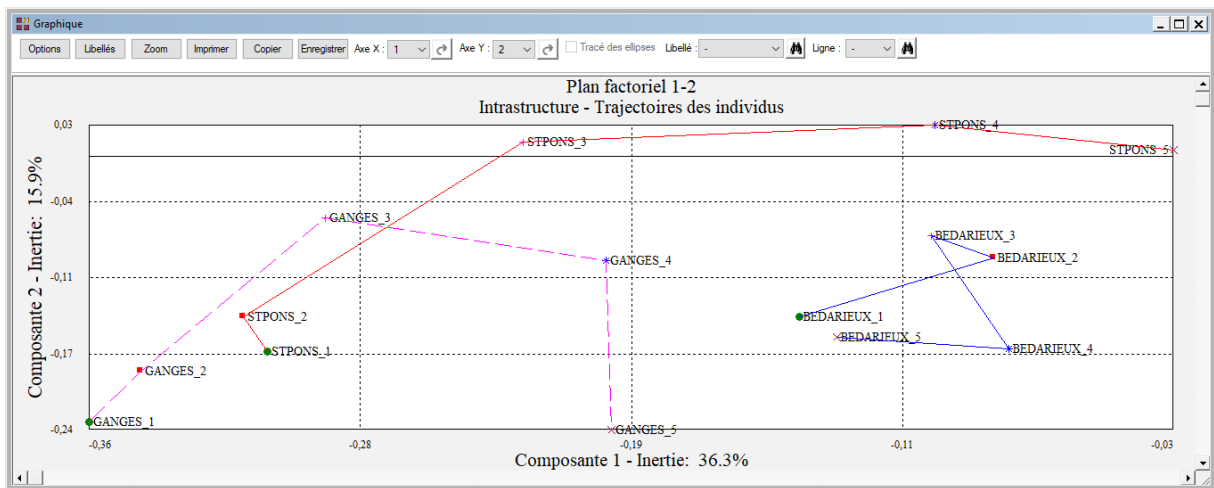 Graphique
Options Libellés Zoom Imprimer Copier Enregistrer Axe X : 1 Axe Y : 2 Tracé des ellipses Libellé : - Ligne : -
Plan factoriel 1-2
Intrastructure - Trajectoires des individus
0,03
STPONS_4
STPONS_3
STPONS_5
-0,04
GANGES_3
BEDARIEUX_3
BEDARIEUX_2
GANGES_4
-0,11
STPONS_2
BEDARIEUX_1
BEDARIEUX_5
BEDARIEUX_4
STPONS_1
-0,17
GANGES_2
GANGES_1
-0,24
GANGES_5
Composante 2 - Inertie: 15.9%
-0,36 -0,28 -0,19 -0,11 -0,03
Composante 1 - Inertie: 36.3%